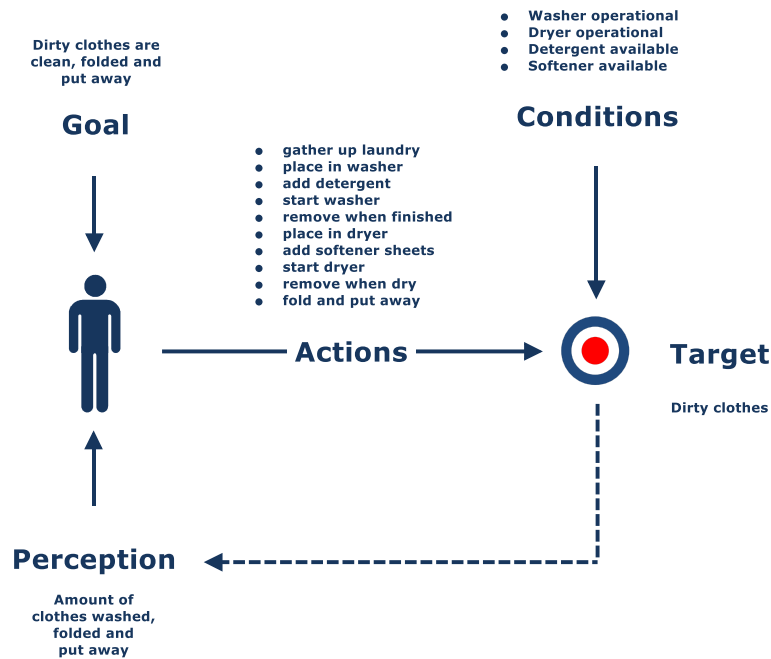 Dirty clothes are
clean, folded and
put away
Goal
● Washer operational
● Dryer operational
● Detergent available
● Softener available
Conditions
● gather up laundry
● place in washer
● add detergent
● start washer
● remove when finished
● place in dryer
● add softener sheets
● start dryer
● remove when dry
● fold and put away
Actions
Target
Dirty clothes
Perception
Amount of
clothes washed,
folded and
put away